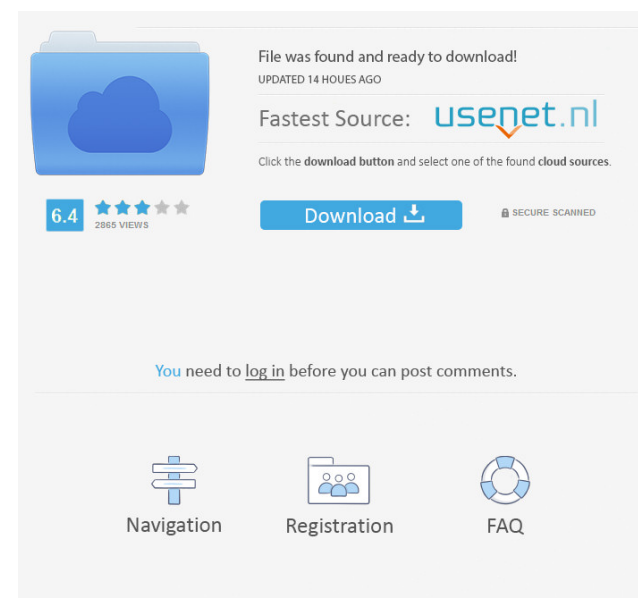 File was found and ready to download!
UPDATED 14 HOUES AGO
Fastest Source: usenet.nl
Click the download button and select one of the found cloud sources.
6.4
2865 VIEWS
Download
SECURE SCANNED
You need to log in before you can post comments.
Navigation
Registration
FAQ